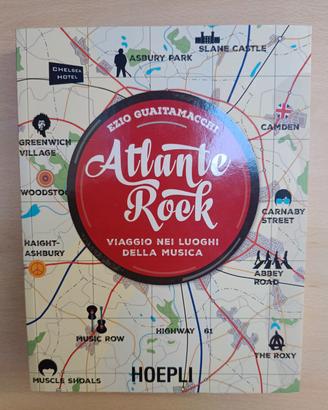 SLANE CASTLE
ASBURY PARK
CHELSEA
HOTEL
EZIO GUAITAMACCHI
CAMDEN
GREENWICH
VILLAGE
Atlante
Rock
WOODSTOC
CARNABY
STREET
VIAGGIO NEI LUOGHI
DELLA MUSICA
HAIGHT-
ASHBURY
ABBEY
ROAD
MUSIC ROW
HIGHWAY 61
THE ROXY
MUSCLE SHOALS
HOEPLI